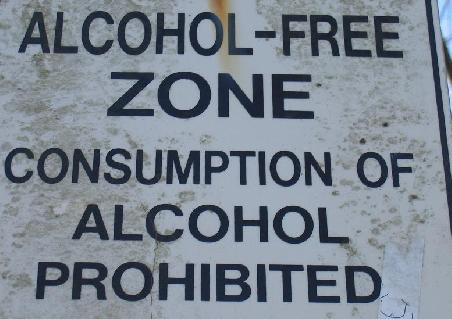 ALCOHOL-FREE
ZONE
CONSUMPTION OF
ALCOHOL
PROHIBITED